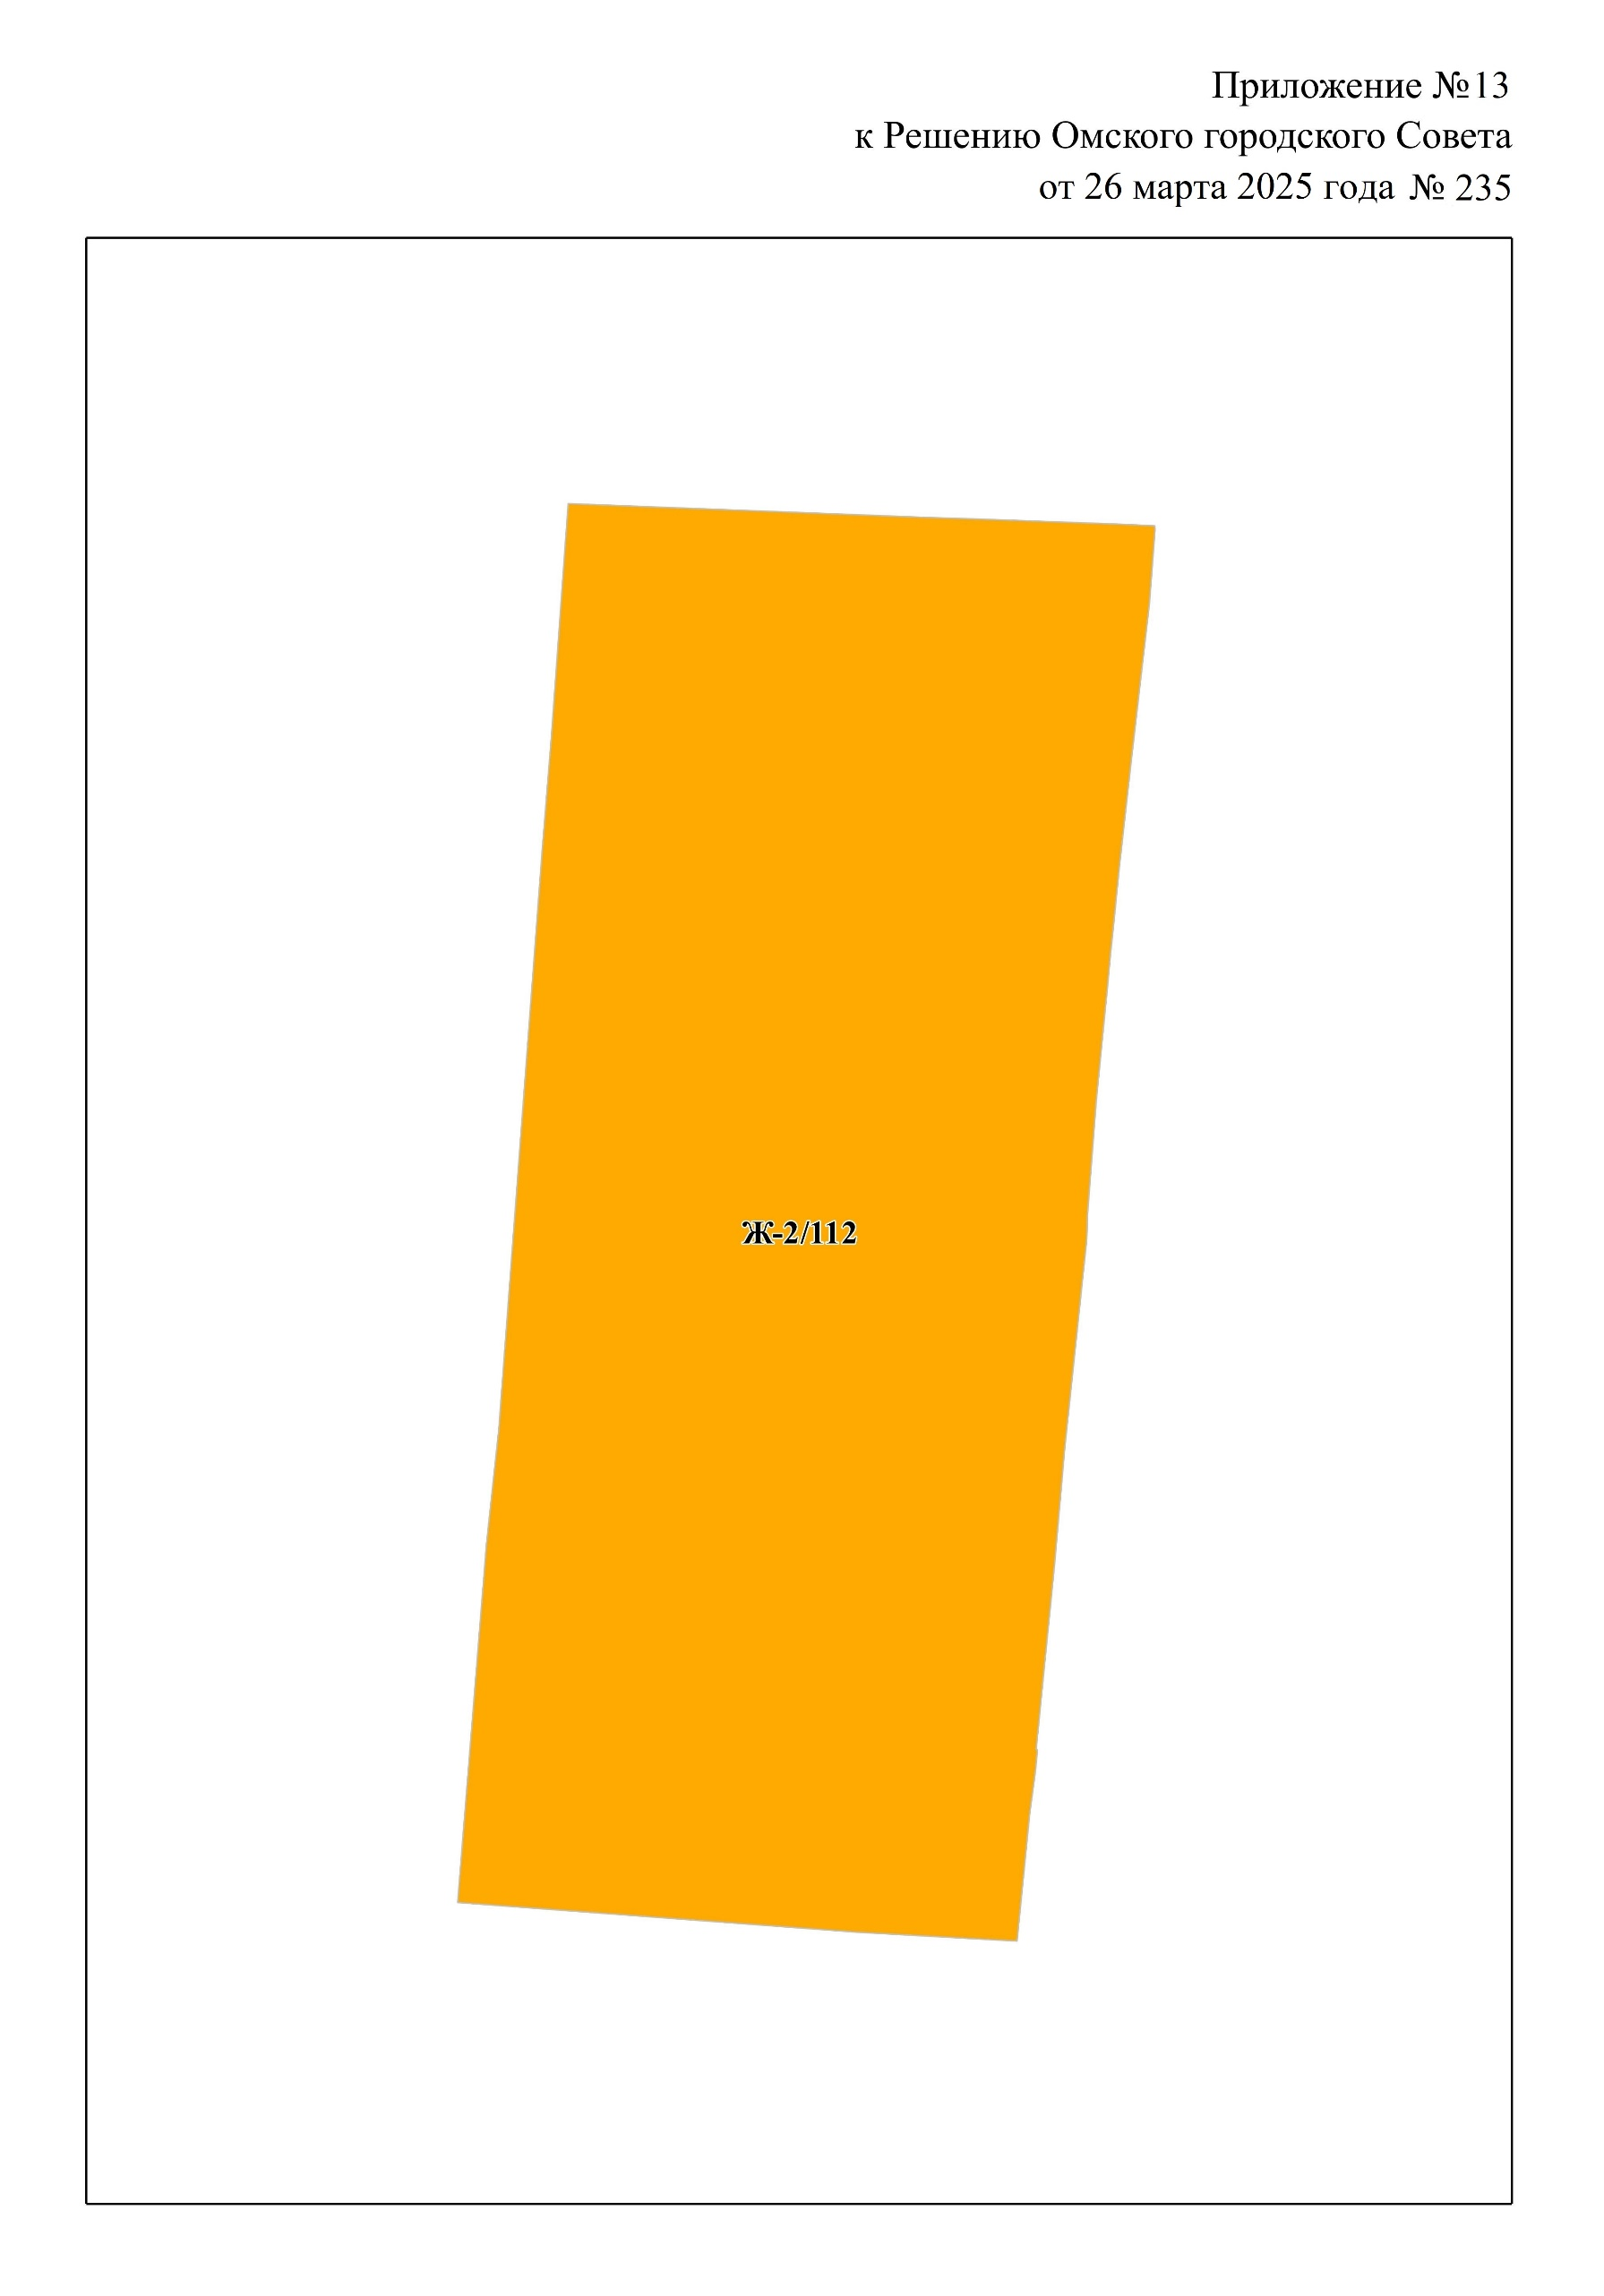 Приложение №13
к Решению Омского городского Совета
от 26 марта 2025 года № 235
Ж-2/112